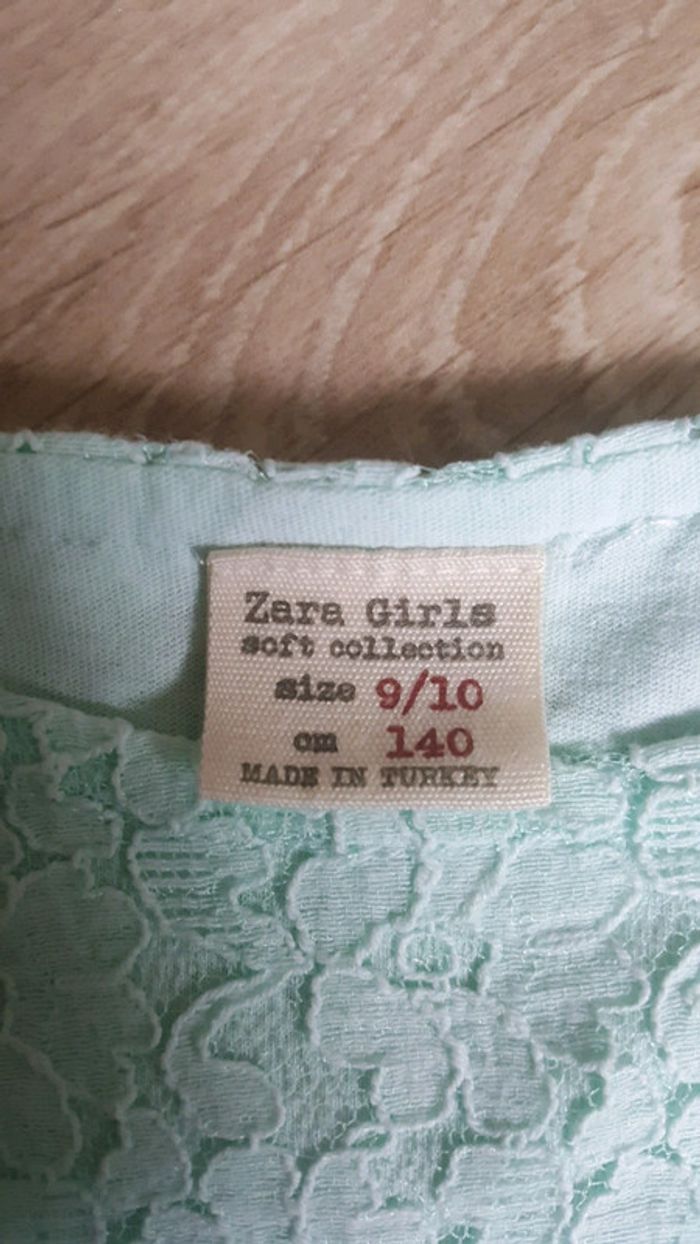 Zara Girls
soft collection
size 9/10
cm 140
MADE IN TURKEY